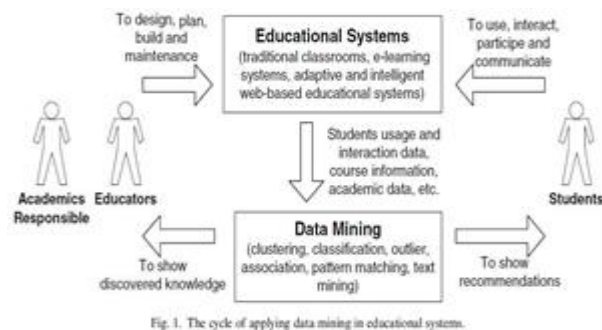 To design, plan,
build and
maintenance
Educational Systems
(traditional classrooms, e-learning
systems, adaptive and intelligent
web-based educational systems)
To use, interact,
participe and
communicate
Students usage and
interaction data,
course information,
academic data, etc.
Academics
Responsible
Educators
Students
Data Mining
(clustering, classification, outlier,
association, pattern matching, text
mining)
To show
discovered knowledge
To show
recommendations
Fig. 1. The cycle of applying data mining in educational systems.